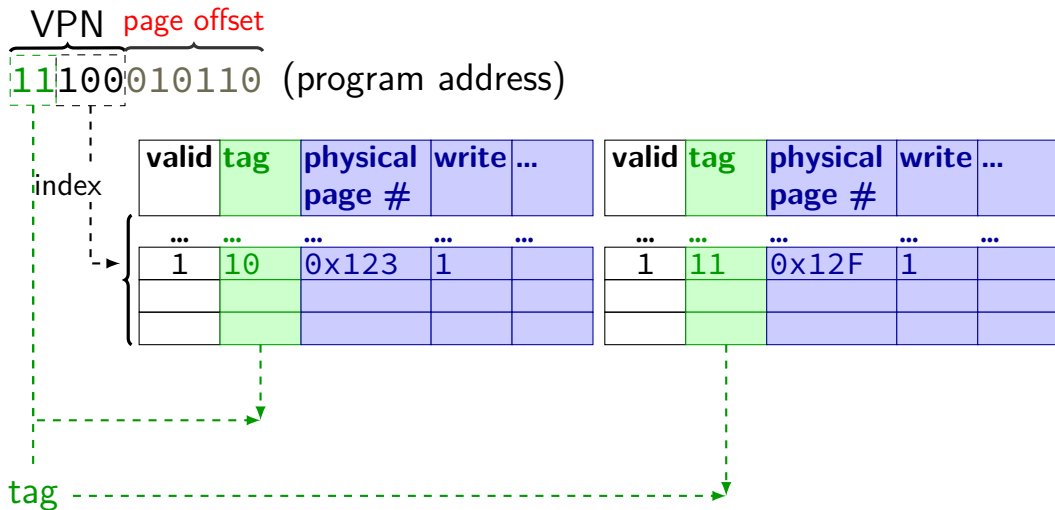 VPN page offset
11100010110 (program address)
valid tag physical page # write ... valid tag physical page # write ...
index
... ... ... ... ... ... ... ... ... ...
1 10 0x123 1 1 11 0x12F 1
tag